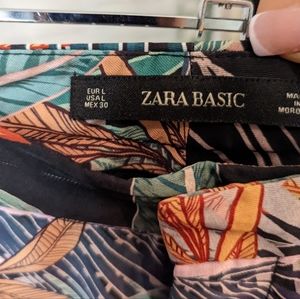 EUR L
USA L
MEX 30
ZARA BASIC
MA
IN
MORO